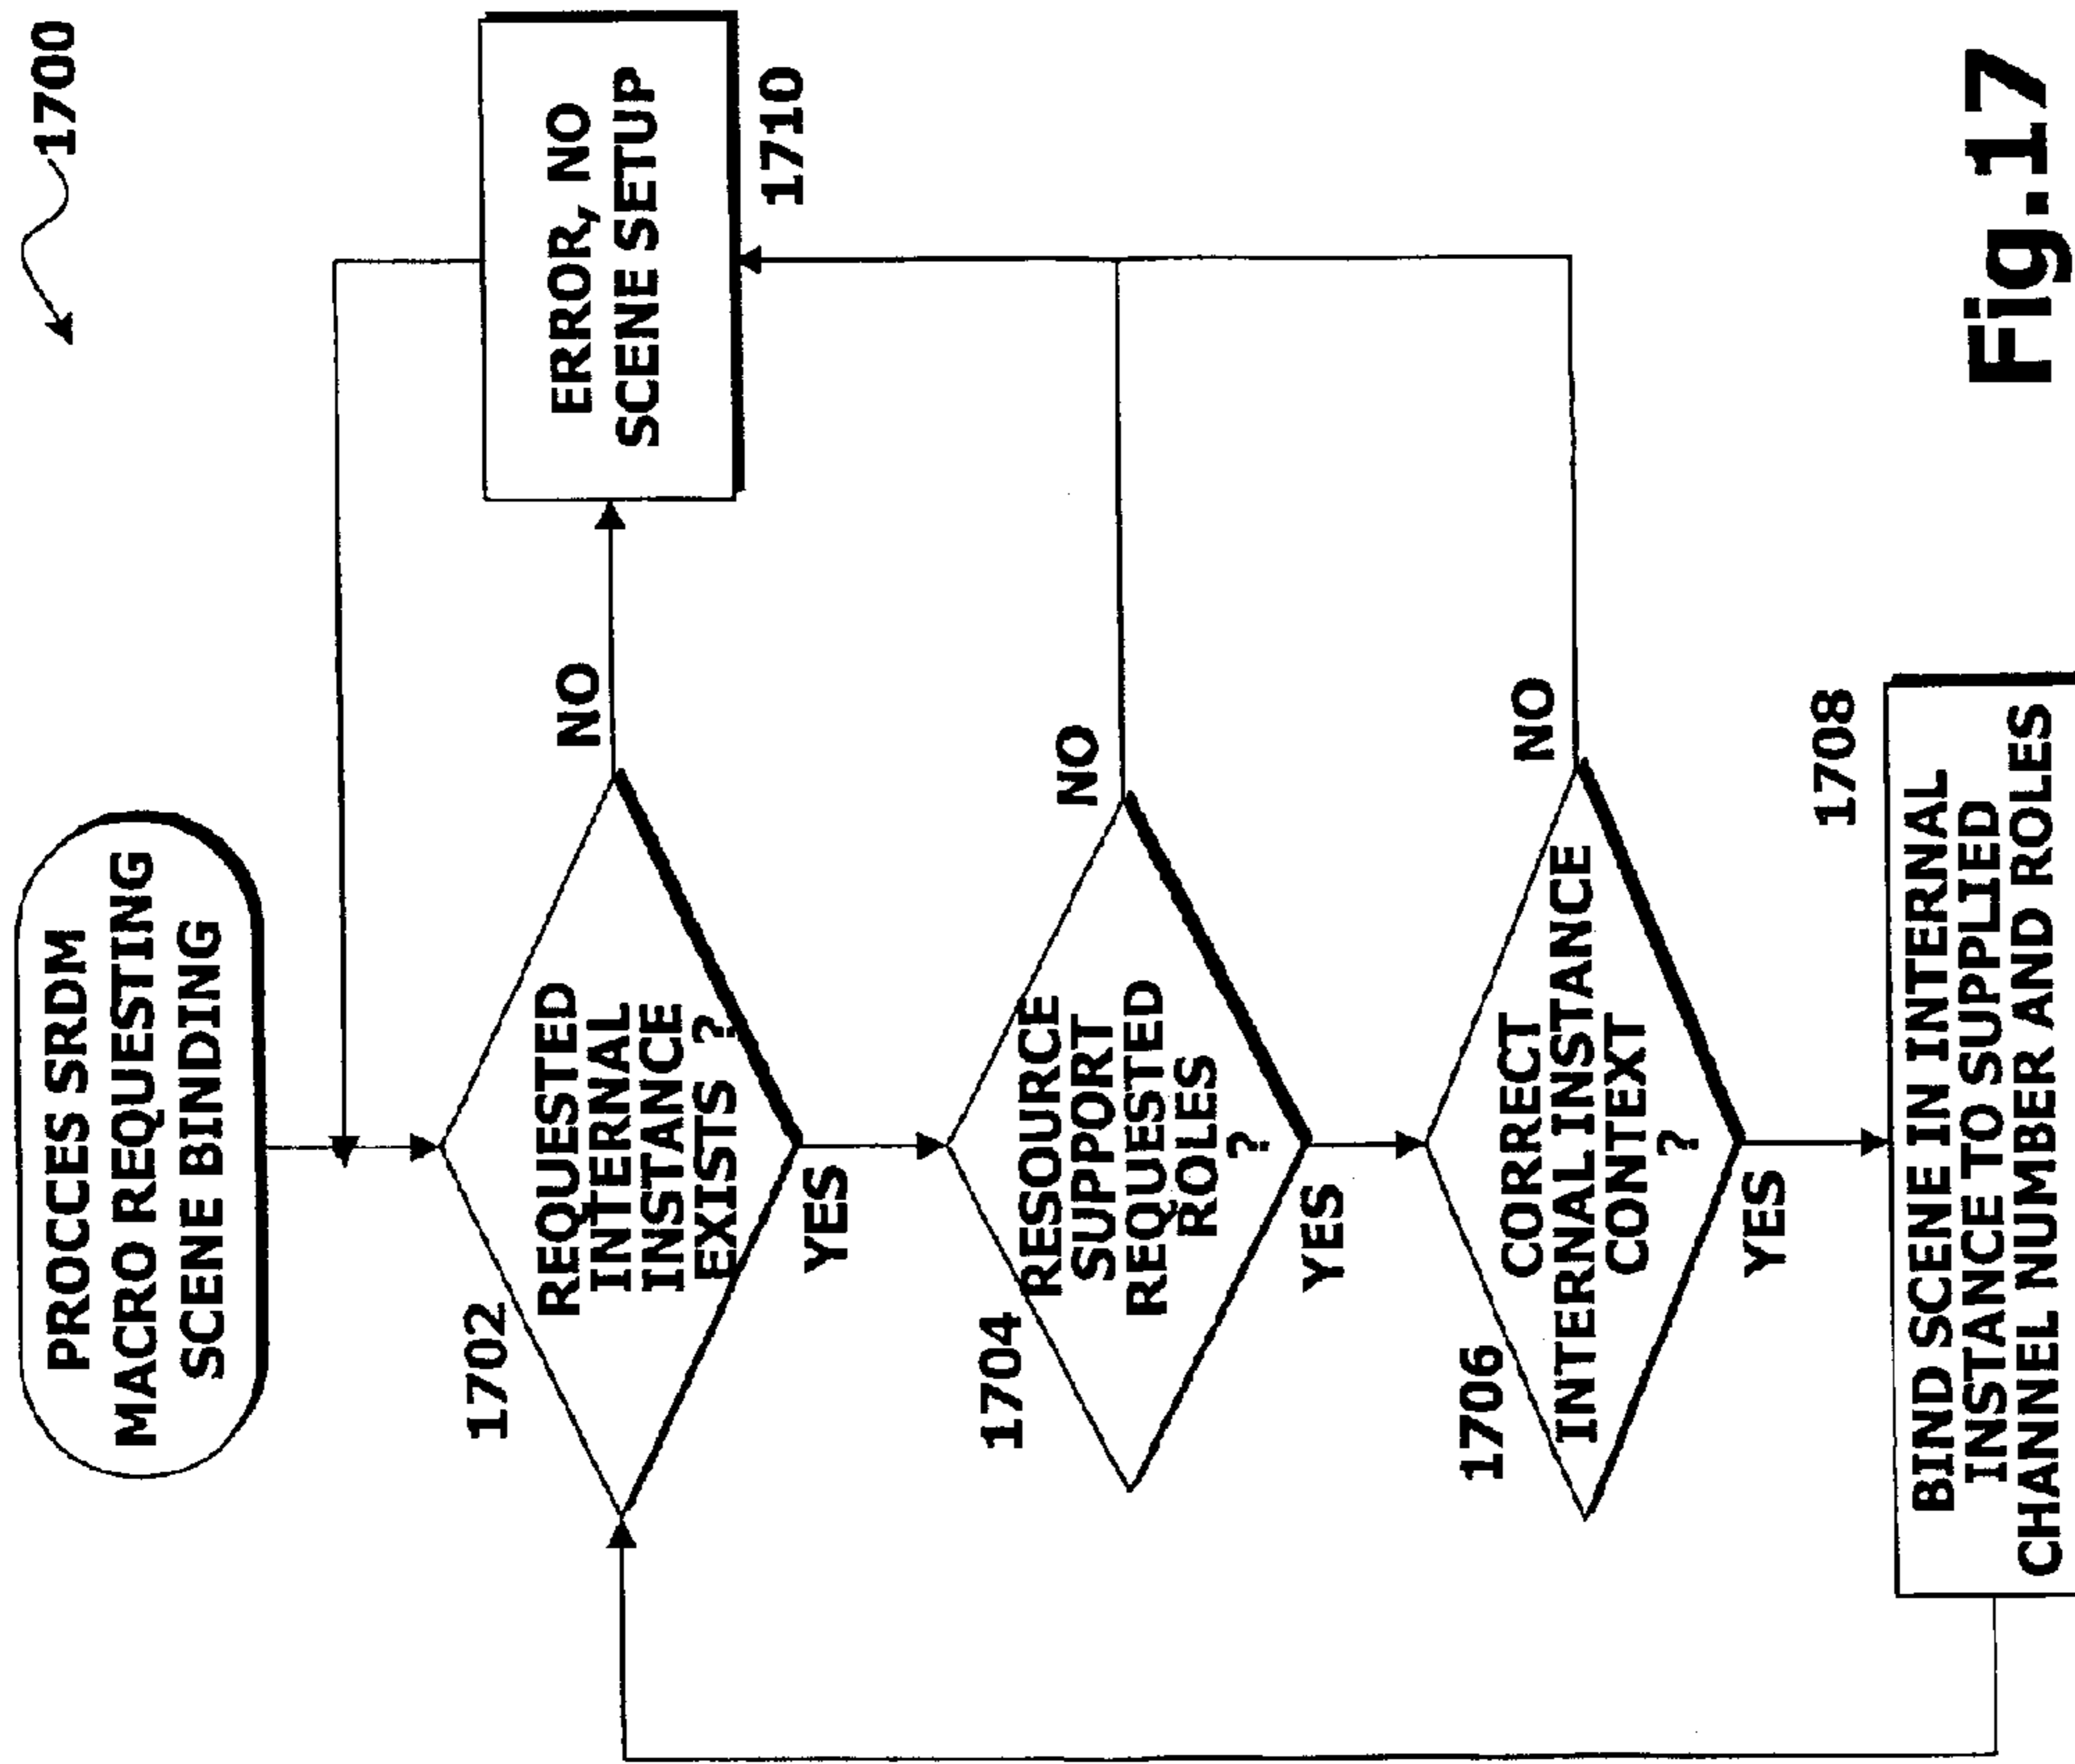 1700
PROCCES SRDM
MACRO REQUESTING
SCENE BINDING
1702
REQUESTED
INTERNAL
INSTANCE
EXISTS ?
NO
YES
ERROR, NO
SCENE SETUP
1710
1704
RESOURCE
SUPPORT
REQUESTED
ROLES
?
NO
YES
1706
CORRECT
INTERNAL INSTANCE
CONTEXT
?
NO
YES
1708
BIND SCENE IN INTERNAL
INSTANCE TO SUPPLIED
CHANNEL NUMBER AND ROLES
Fig.17